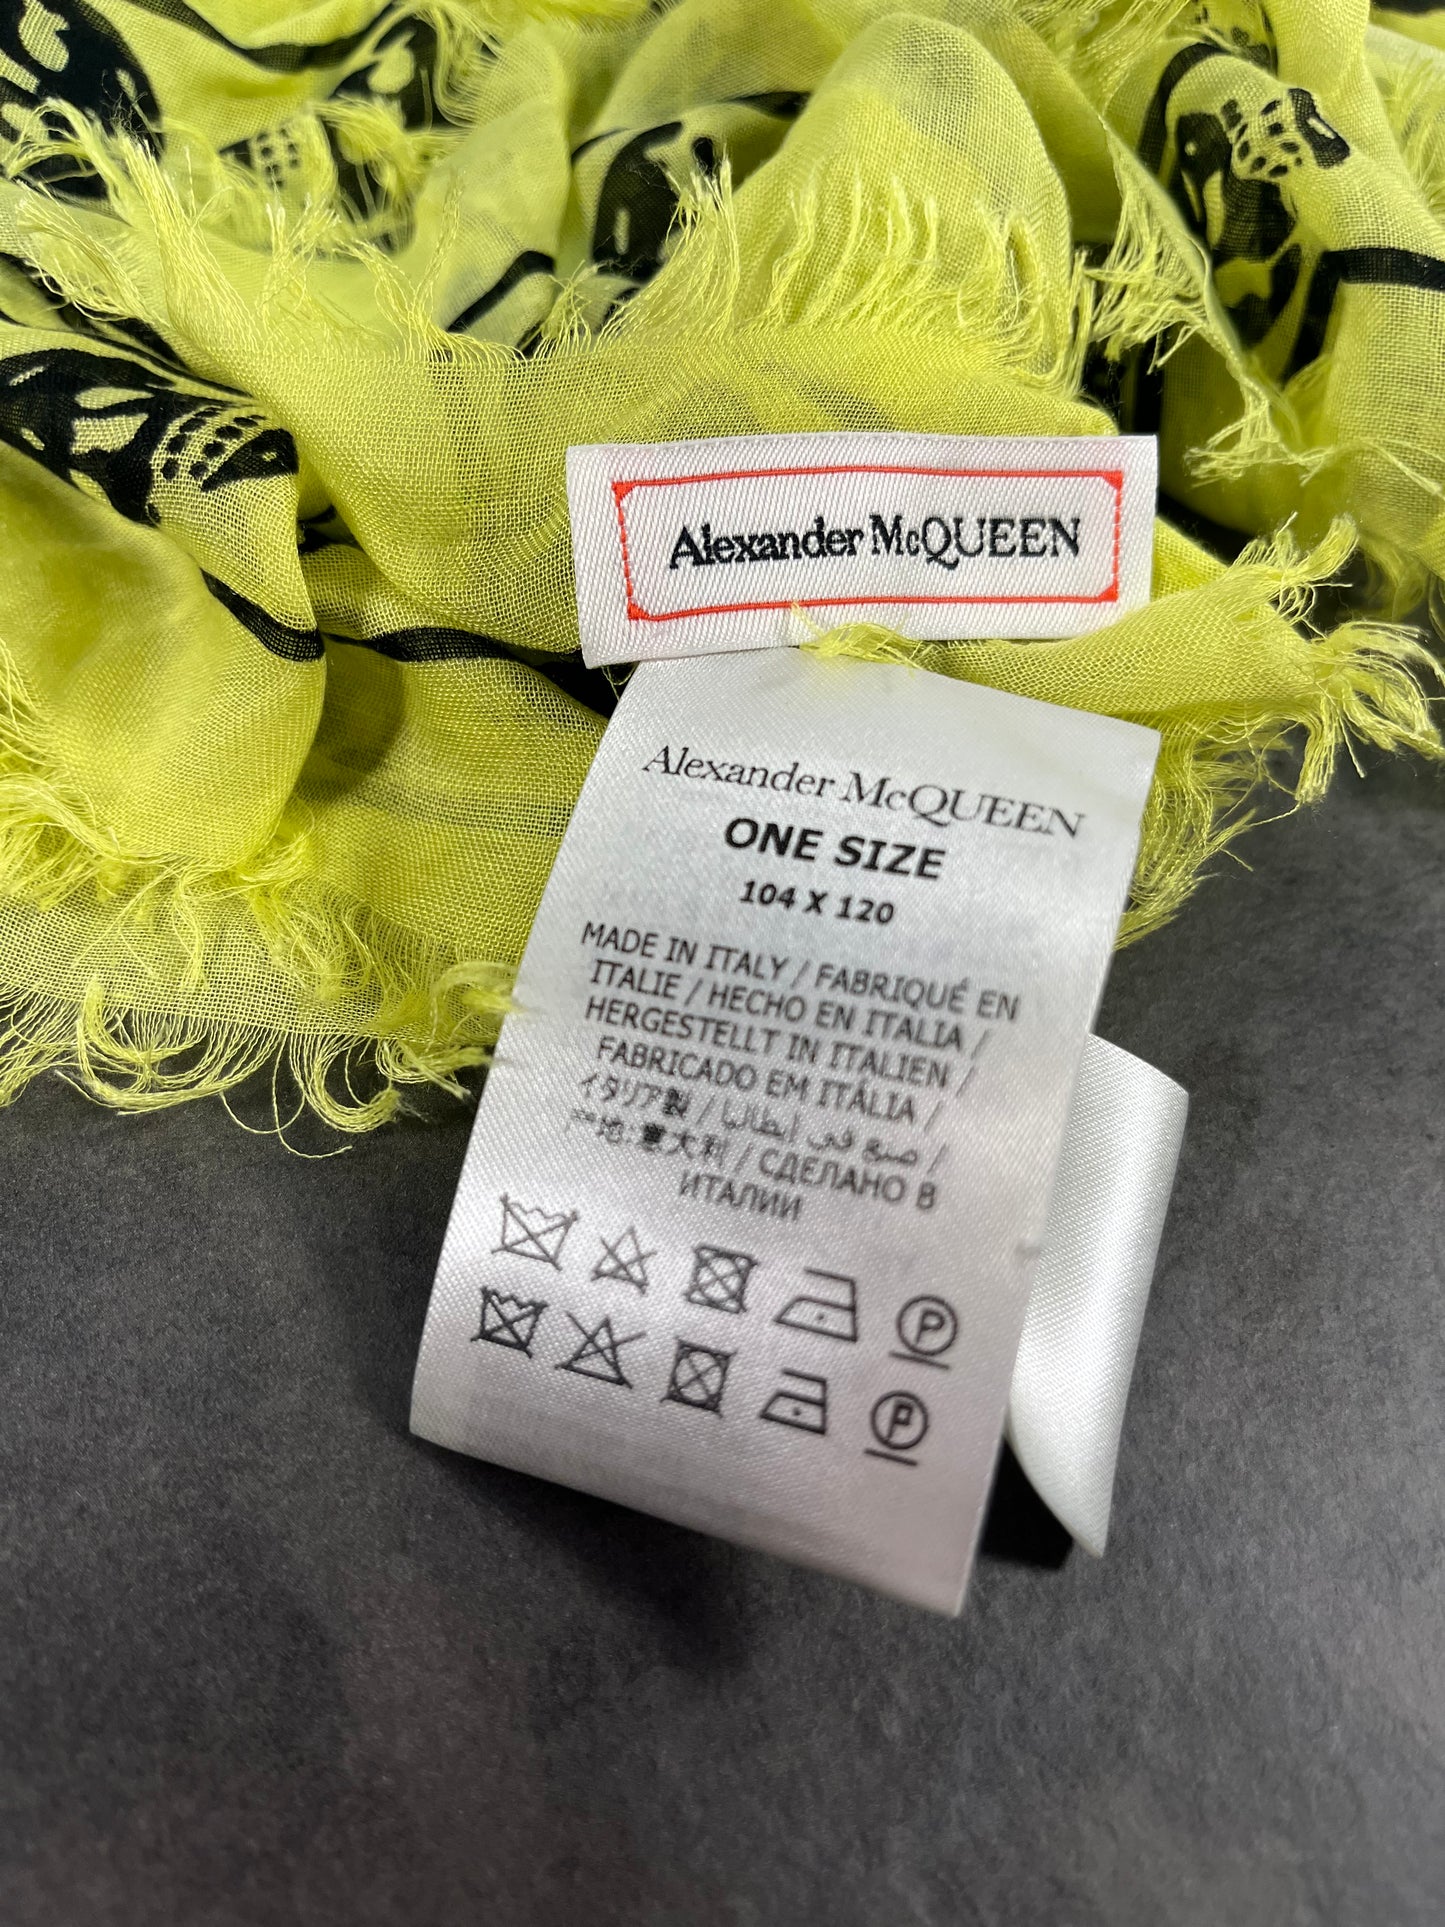 Alexander McQUEEN
Alexander McQUEEN
ONE SIZE
104 X 120
MADE IN ITALY / FABRIQUÉ EN
ITALIE / HECHO EN ITALIA /
HERGESTELLT IN ITALIEN /
FABRICADO EM ITÁLIA /
イタリア製 / صنع في إيطاليا /
产地:意大利 / СДЕЛАНО В
ИТАЛИИ
P
P